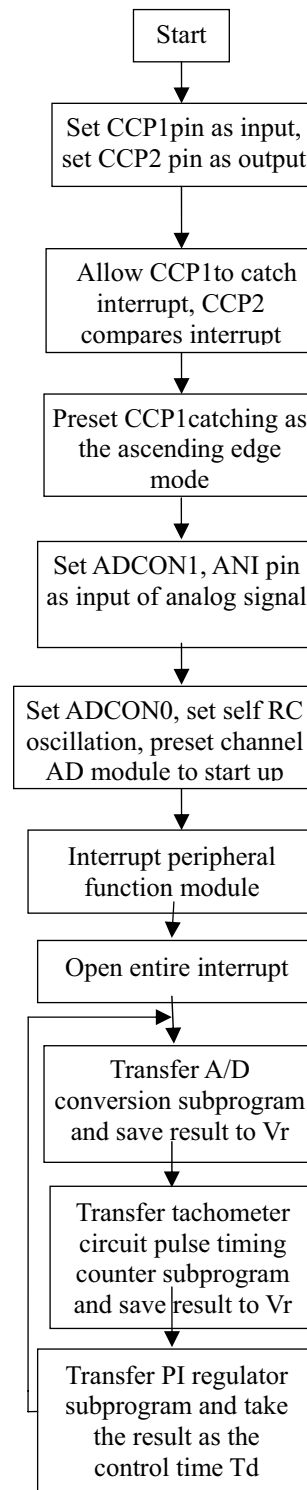 Start
Set CCP1pin as input,
set CCP2 pin as output
Allow CCP1to catch
interrupt, CCP2
compares interrupt
Preset CCP1catching as
the ascending edge
mode
Set ADCON1, ANI pin
as input of analog signal
Set ADCON0, set self RC
oscillation, preset channel
AD module to start up
Interrupt peripheral
function module
Open entire interrupt
Transfer A/D
conversion subprogram
and save result to Vr
Transfer tachometer
circuit pulse timing
counter subprogram
and save result to Vr
Transfer PI regulator
subprogram and take
the result as the
control time Td